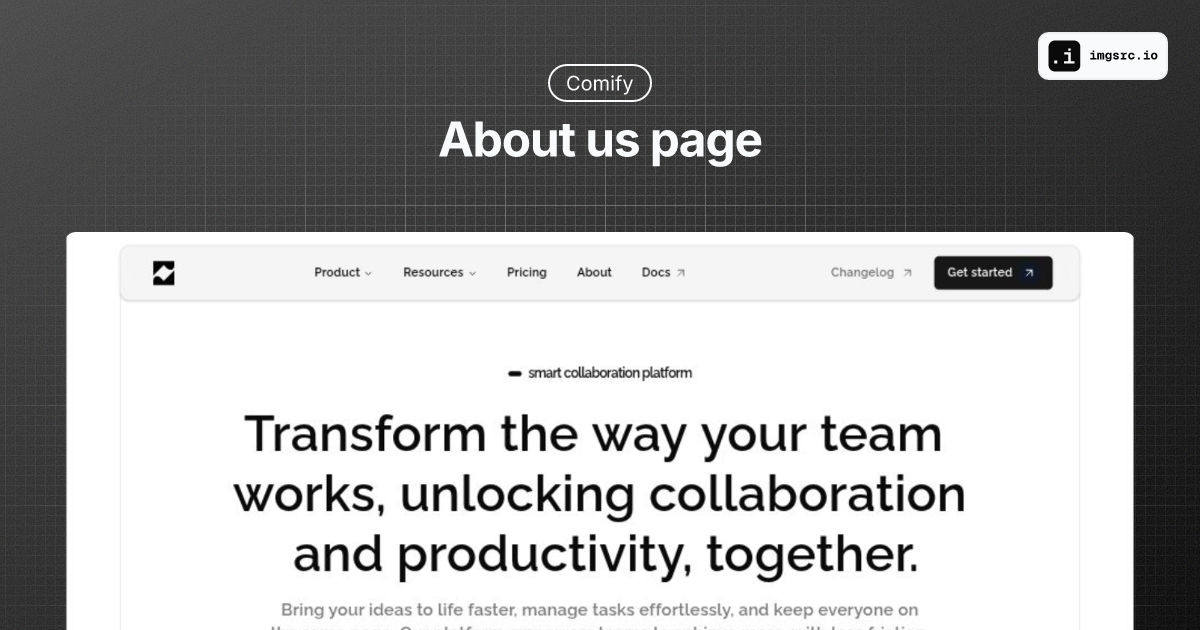 .i imgsrc.io
Comify
About us page
Product Resources Pricing About Docs Changelog Get started
smart collaboration platform
Transform the way your team
works, unlocking collaboration
and productivity, together.
Bring your ideas to life faster, manage tasks effortlessly, and keep everyone on